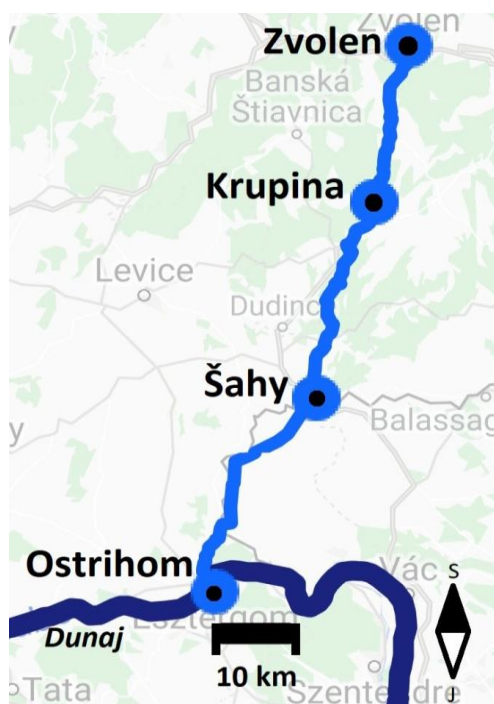 Zvolen
Zvolen
Banská
Štiavnica
Krupina
Levice
Dudinc
Šahy
Balassag
y
Ostrihom
Vác
S
Esztergom
Dunaj
10 km
J
Tata
Szentendre